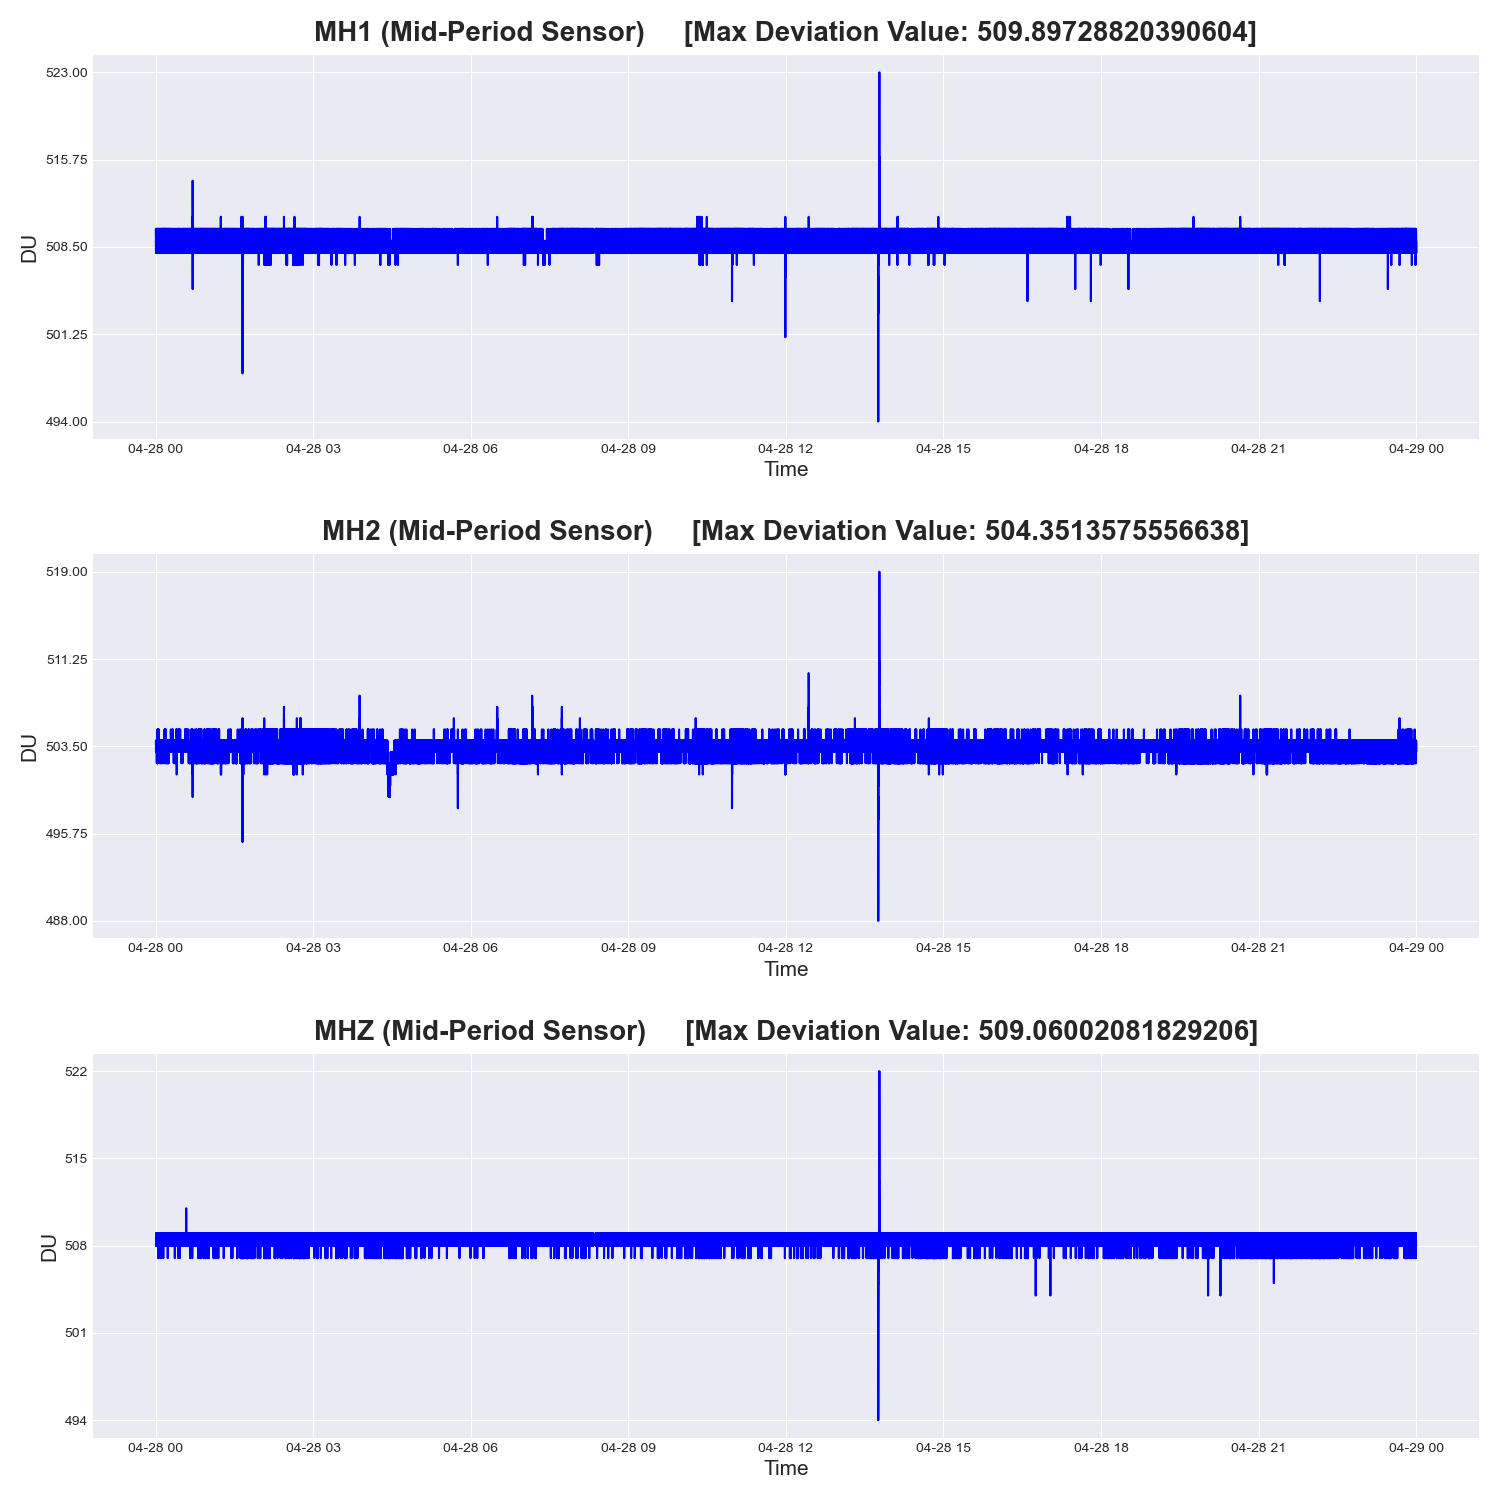 MH1 (Mid-Period Sensor) [Max Deviation Value: 509.89728820390604]
523.00
515.75
508.50
501.25
494.00
DU
04-28 00 04-28 03 04-28 06 04-28 09 04-28 12 04-28 15 04-28 18 04-28 21 04-29 00
Time
MH2 (Mid-Period Sensor) [Max Deviation Value: 504.3513575556638]
519.00
511.25
503.50
495.75
488.00
DU
04-28 00 04-28 03 04-28 06 04-28 09 04-28 12 04-28 15 04-28 18 04-28 21 04-29 00
Time
MHZ (Mid-Period Sensor) [Max Deviation Value: 509.06002081829206]
522
515
508
501
494
DU
04-28 00 04-28 03 04-28 06 04-28 09 04-28 12 04-28 15 04-28 18 04-28 21 04-29 00
Time